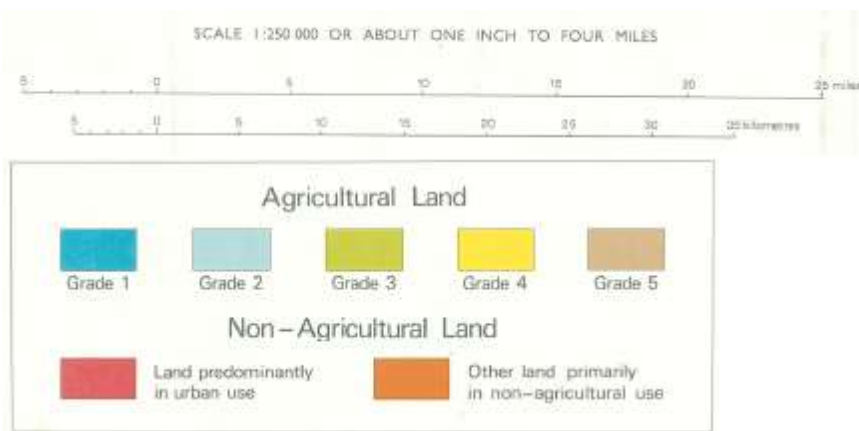 SCALE 1:250 000 OR ABOUT ONE INCH TO FOUR MILES
5 0 5 10 15 20 25 miles
5 0 5 10 15 20 25 30 35 kilometres
Agricultural Land
Grade 1 Grade 2 Grade 3 Grade 4 Grade 5
Non-Agricultural Land
Land predominantly
in urban use
Other land primarily
in non-agricultural use